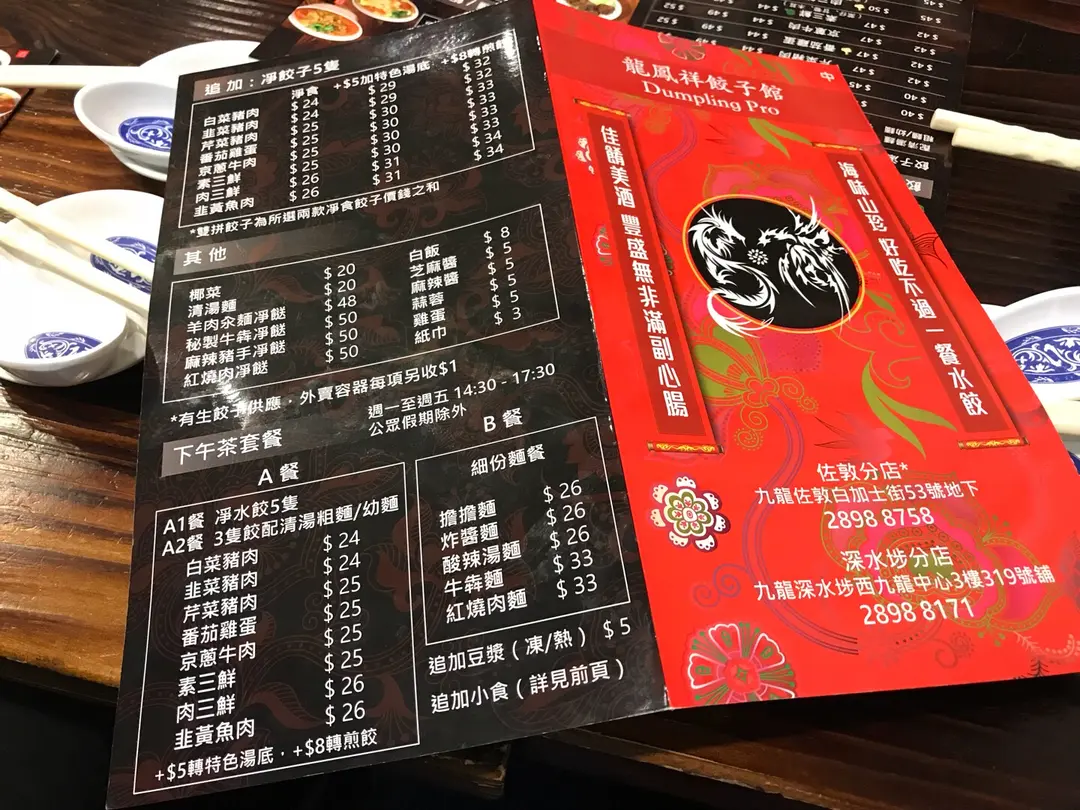 追加:淨餃子5隻
淨食 +$5加特色湯底 +$8轉煎餃
白菜豬肉 $24 $29 $32
韭菜豬肉 $24 $29 $32
芹菜豬肉 $25 $30 $33
番茄雞蛋 $25 $30 $33
京蔥牛肉 $25 $30 $33
素三鮮 $25 $30 $33
肉三鮮 $26 $31 $34
韭黃魚肉 $26 $31 $34
*雙拼餃子為所選兩款淨食餃子價錢之和
其他
椰菜 $20 白飯 $8
清湯麵 $20 芝麻醬 $5
羊肉汆麵淨餸 $48 麻辣醬 $5
秘製牛犇淨餸 $50 蒜蓉 $5
麻辣豬手淨餸 $50 雞蛋 $5
紅燒肉淨餸 $50 紙巾 $3
*有生餃子供應,外賣容器每項另收$1
下午茶套餐
週一至週五 14:30 - 17:30
公眾假期除外
A餐
A1餐 淨水餃5隻
A2餐 3隻餃配清湯粗麵/幼麵
白菜豬肉 $24
韭菜豬肉 $24
芹菜豬肉 $25
番茄雞蛋 $25
京蔥牛肉 $25
素三鮮 $25
肉三鮮 $26
韭黃魚肉 $26
+$5轉特色湯底,+$8轉煎餃
B餐
細份麵餐
擔擔麵 $26
炸醬麵 $26
酸辣湯麵 $26
牛犇麵 $33
紅燒肉麵 $33
追加豆漿(凍/熱) $5
追加小食(詳見前頁)
中
龍鳳祥餃子館
Dumpling Pro
佳餚美酒 豐盛無非滿副心腸
海味山珍 好吃不過一餐水餃
佐敦分店*
九龍佐敦白加士街53號地下
2898 8758
深水埗分店
九龍深水埗西九龍中心3樓319號舖
2898 8171
素三鮮
京蔥牛肉
番茄雞蛋